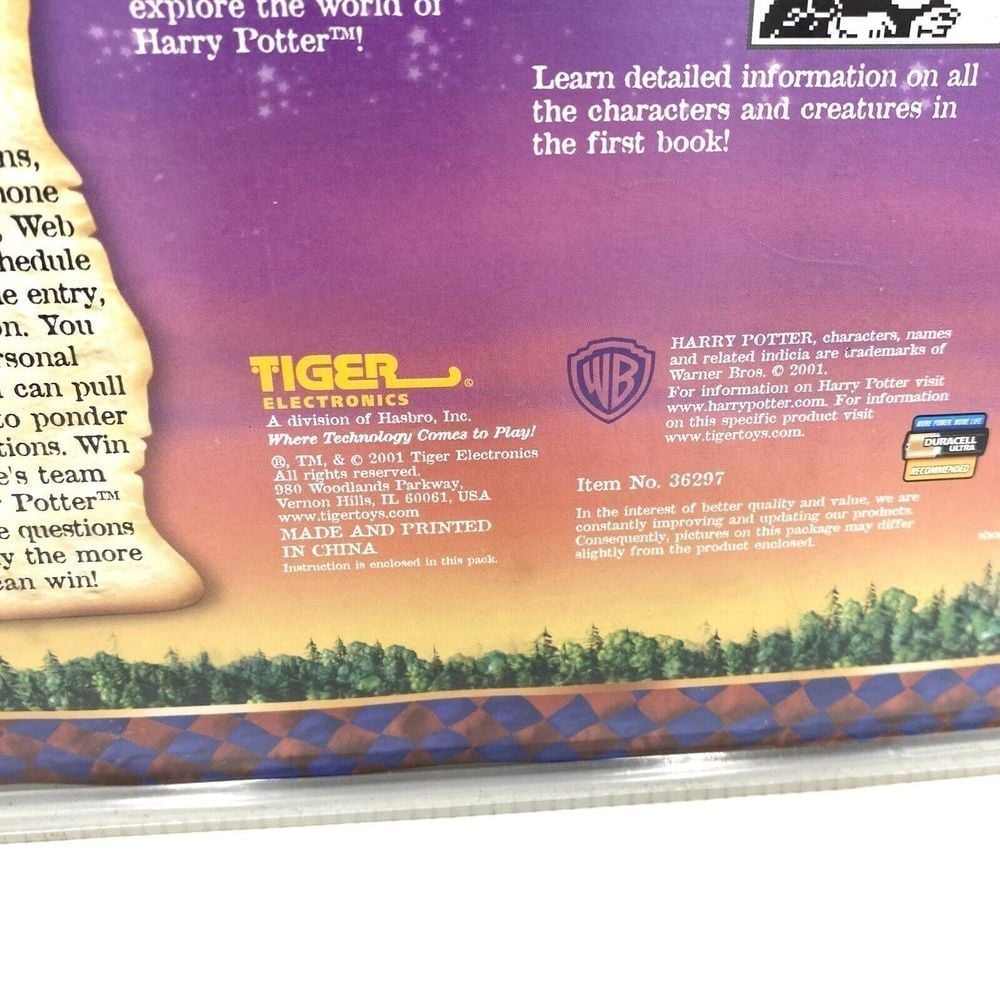 explore the world of
Harry Potter™!
Learn detailed information on all
the characters and creatures in
the first book!
Web
entry,
You
can pull
to ponder
Win
team
Potter™
questions
the more
win!
TIGER®
ELECTRONICS
A division of Hasbro, Inc.
Where Technology Comes to Play!
®, TM, & © 2001 Tiger Electronics
All rights reserved.
980 Woodlands Parkway,
Vernon Hills, IL 60061, USA
www.tigertoys.com
MADE AND PRINTED
IN CHINA
Instruction is enclosed in this pack.
WB
HARRY POTTER, characters, names
and related indicia are trademarks of
Warner Bros. © 2001.
For information on Harry Potter visit
www.harrypotter.com. For information
on this specific product visit
www.tigertoys.com.
MORE POWER MORE LIFE
DURACELL
ULTRA
RECOMMENDED
Item No. 36297
In the interest of better quality and value, we are
constantly improving and updating our products.
Consequently, pictures on this package may differ
slightly from the product enclosed.